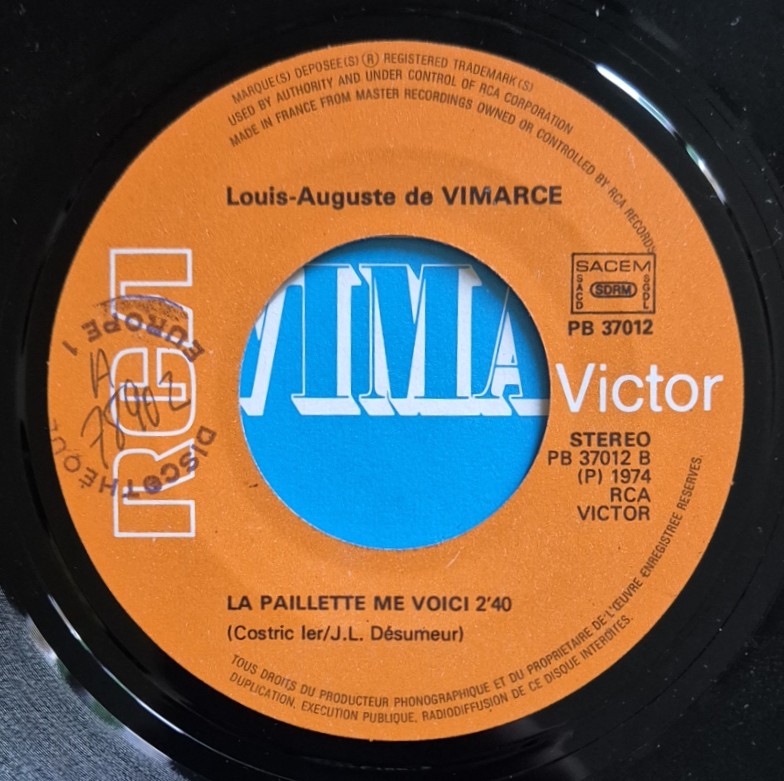 MARQUE(S) DEPOSEE(S) ® REGISTERED TRADEMARK(S)
USED BY AUTHORITY AND UNDER CONTROL OF RCA CORPORATION
MADE IN FRANCE FROM MASTER RECORDINGS OWNED OR CONTROLLED BY RCA RECORDS
Louis-Auguste de VIMARCE
SACEM
SACD SDRM SGDL
PB 37012
VIMA
RCA
Victor
EUROPE 1
DISCOTHÈQUE
A
STEREO
PB 37012 B
(P) 1974
RCA
VICTOR
LA PAILLETTE ME VOICI 2'40
(Costric Ier/J.L. Désumeur)
TOUS DROITS DU PRODUCTEUR PHONOGRAPHIQUE ET DU PROPRIETAIRE DE L'ŒUVRE ENREGISTREE RESERVES.
DUPLICATION, EXECUTION PUBLIQUE, RADIODIFFUSION DE CE DISQUE INTERDITES.